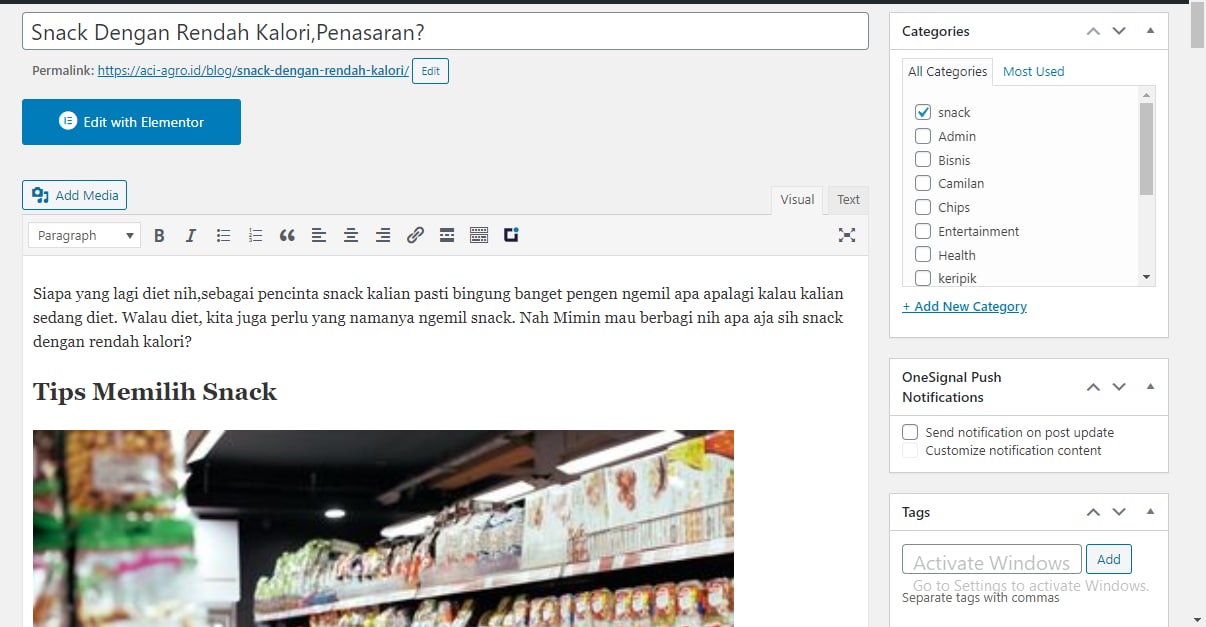 Snack Dengan Rendah Kalori,Penasaran?
Permalink: https://aci-agro.id/blog/snack-dengan-rendah-kalori/ Edit
Edit with Elementor
Add Media
Visual Text
Paragraph
Siapa yang lagi diet nih,sebagai pencinta snack kalian pasti bingung banget pengen ngemil apa apalagi kalau kalian
sedang diet. Walau diet, kita juga perlu yang namanya ngemil snack. Nah Mimin mau berbagi nih apa aja sih snack
dengan rendah kalori?
Tips Memilih Snack
Categories
All Categories Most Used
snack
Admin
Bisnis
Camilan
Chips
Entertainment
Health
keripik
+ Add New Category
OneSignal Push
Notifications
Send notification on post update
Customize notification content
Tags
Add
Activate Windows
Go to Settings to activate Windows.
Separate tags with commas